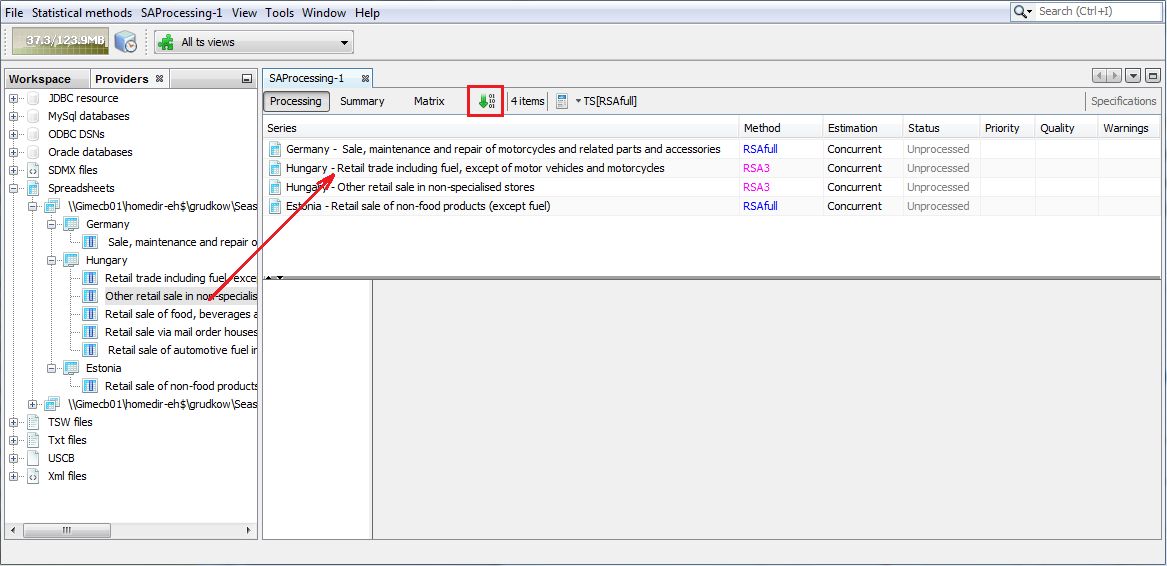 File Statistical methods SAProcessing-1 View Tools Window Help Search (Ctrl+I)
37.3/123.9MB All ts views
Workspace Providers
SAProcessing-1
JDBC resource
MySql databases
ODBC DSNs
Oracle databases
SDMX files
Spreadsheets
\\Gimecb01\homedir-eh$\grudkow\Seas
Germany
Sale, maintenance and repair o
Hungary
Retail trade including fuel, exce
Other retail sale in non-specialis
Retail sale of food, beverages a
Retail sale via mail order houses
Retail sale of automotive fuel in
Estonia
Retail sale of non-food products
\\Gimecb01\homedir-eh$\grudkow\Seas
TSW files
Txt files
USCB
Xml files
Processing Summary Matrix 4 items TS[RSAfull] Specifications
Series Method Estimation Status Priority Quality Warnings
Germany - Sale, maintenance and repair of motorcycles and related parts and accessories RSAfull Concurrent Unprocessed
Hungary - Retail trade including fuel, except of motor vehicles and motorcycles RSA3 Concurrent Unprocessed
Hungary - Other retail sale in non-specialised stores RSA3 Concurrent Unprocessed
Estonia - Retail sale of non-food products (except fuel) RSAfull Concurrent Unprocessed